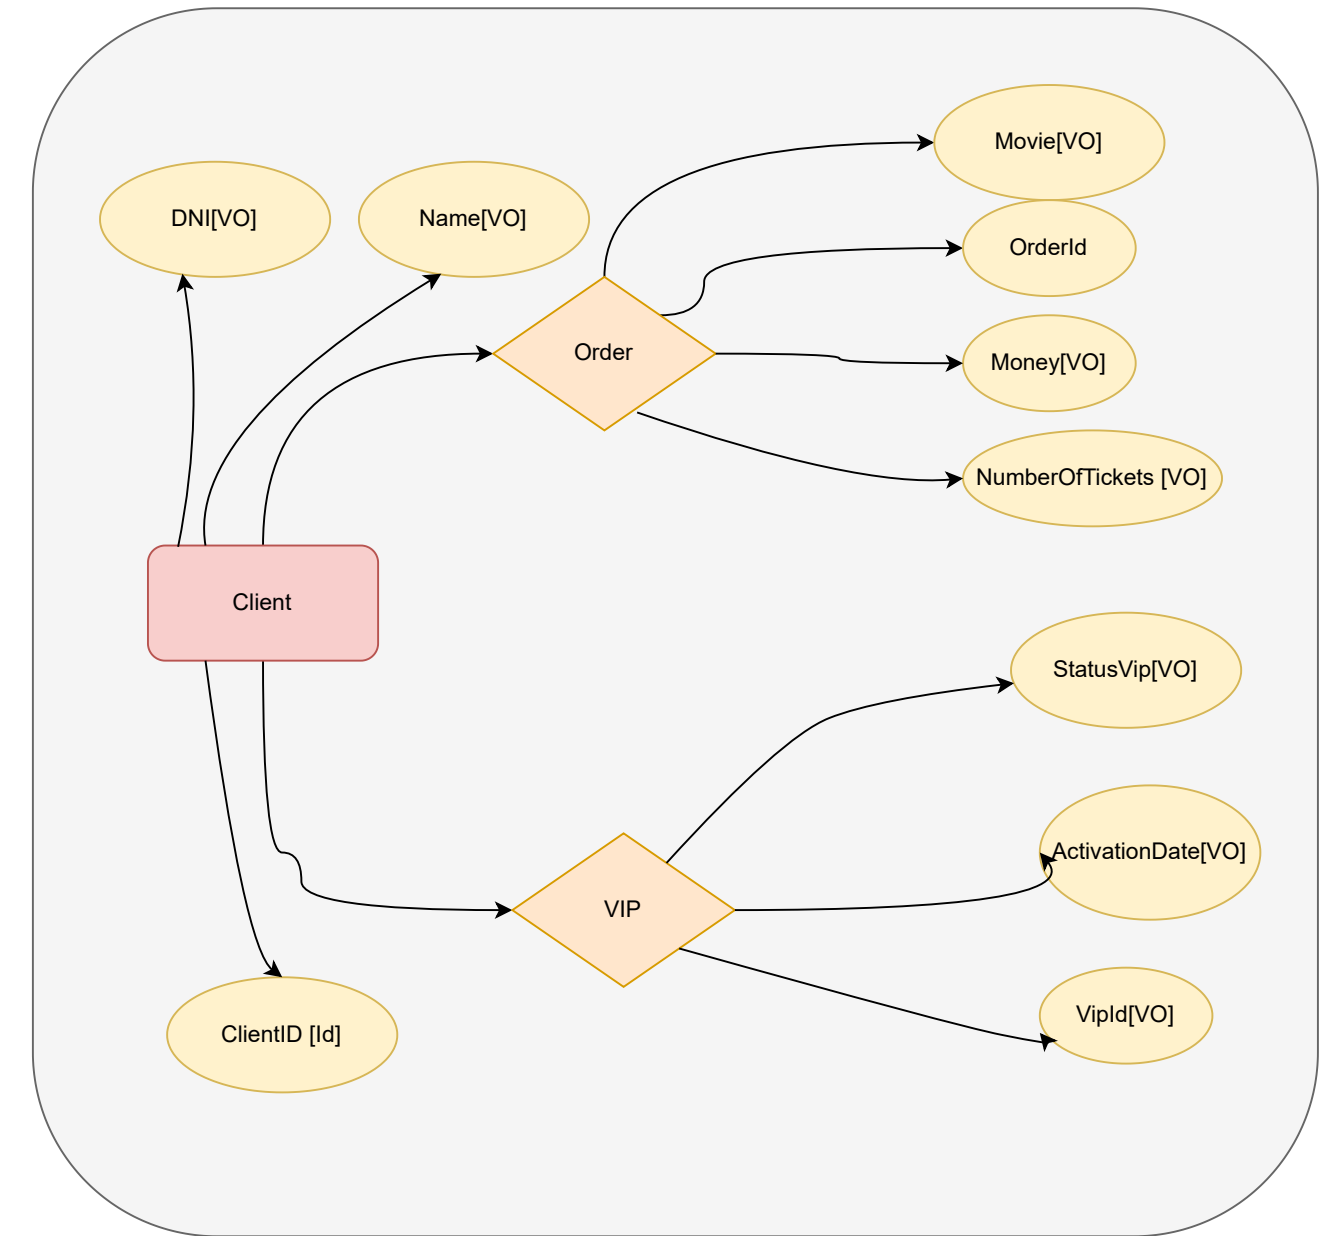 Movie[VO]
DNI[VO]
Name[VO]
OrderId
Order
Money[VO]
NumberOfTickets [VO]
Client
StatusVip[VO]
ActivationDate[VO]
VIP
VipId[VO]
ClientID [Id]